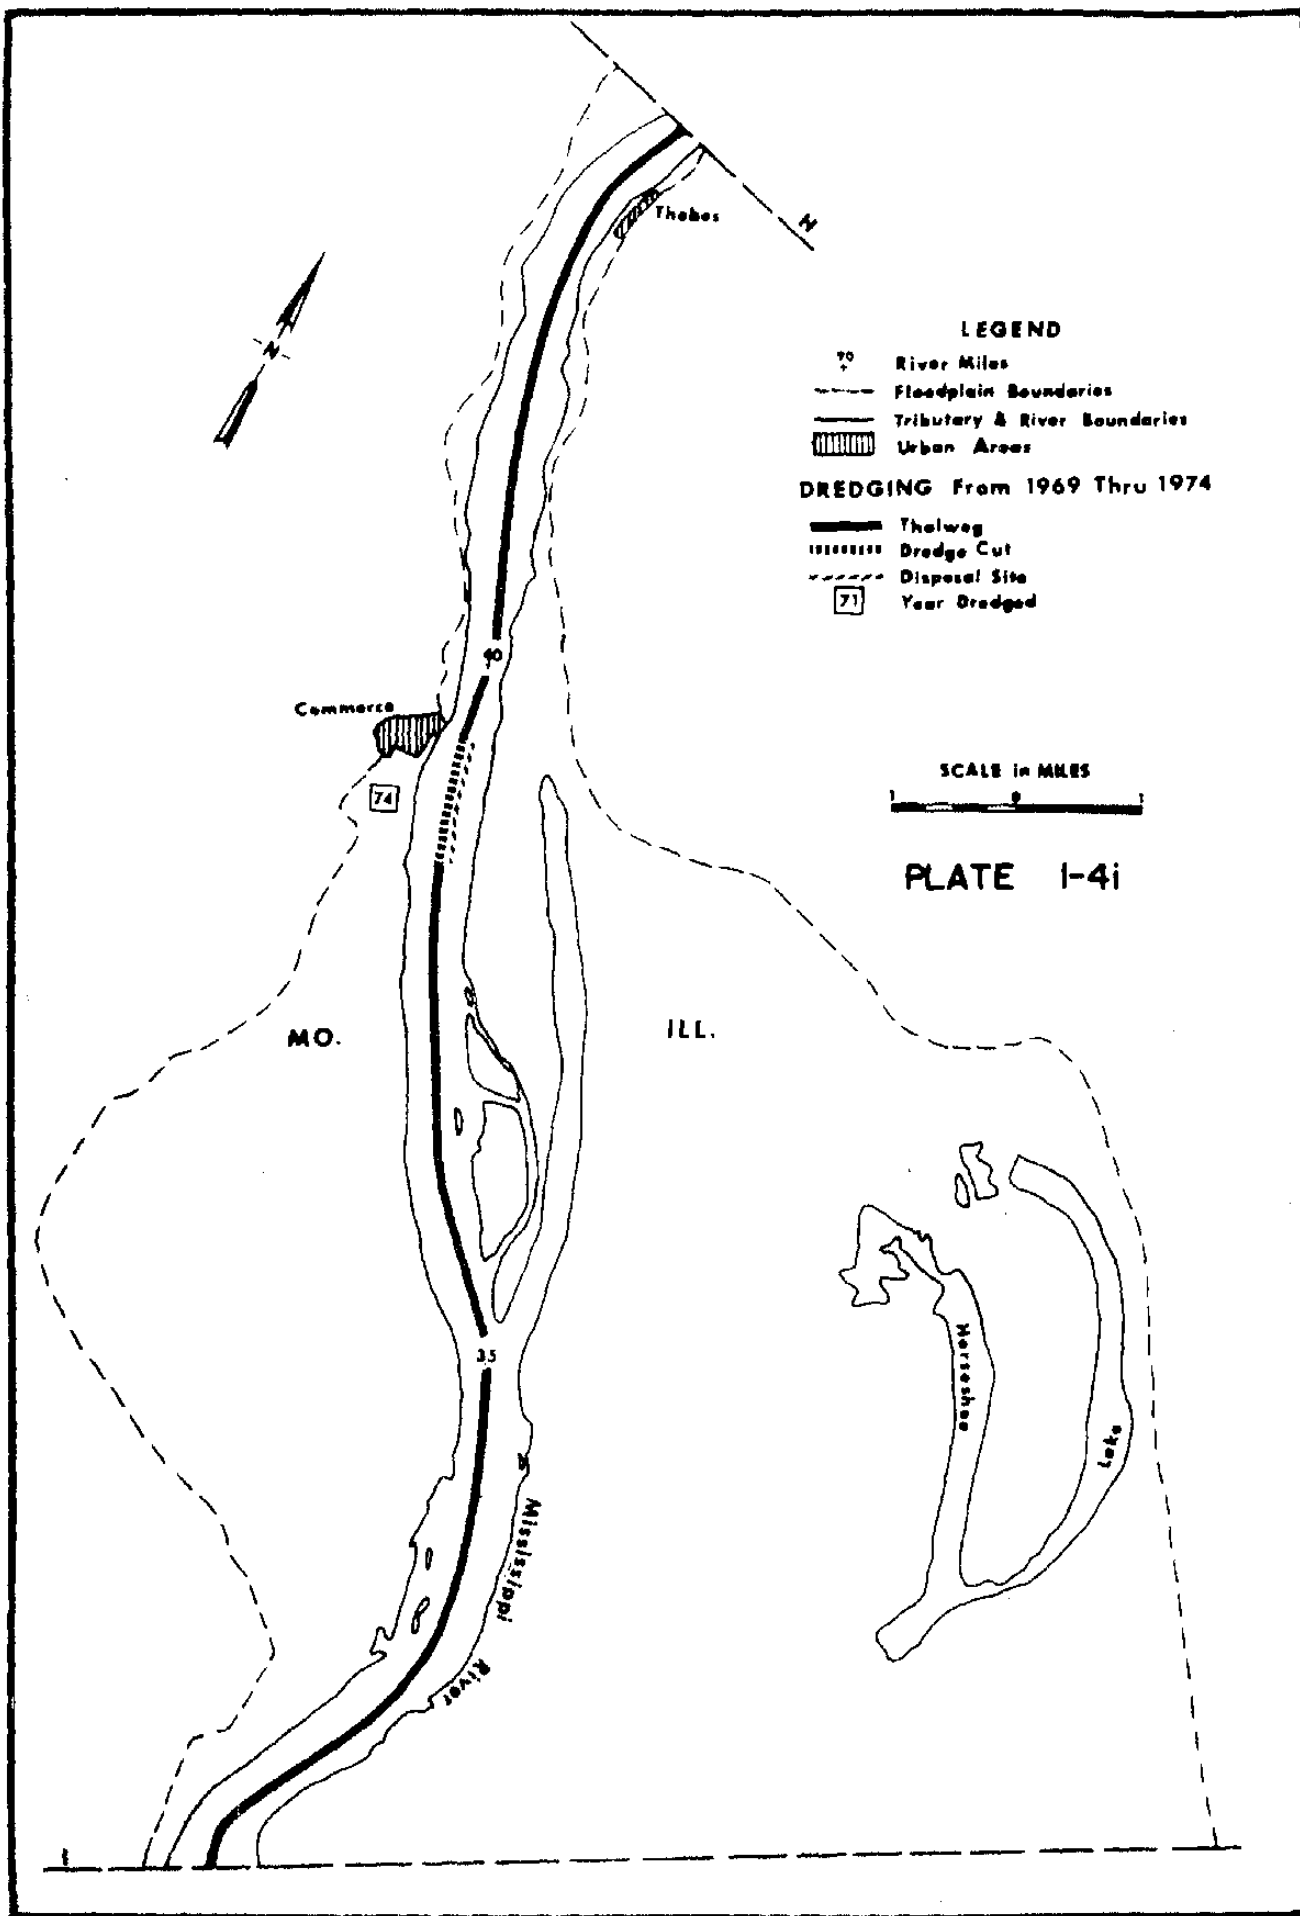 H
Thebes
N
LEGEND
90
River Miles
Floodplain Boundaries
Tributary & River Boundaries
Urban Areas
DREDGING From 1969 Thru 1974
Thalweg
Dredge Cut
Disposal Site
71 Year Dredged
40
Commerce
74
SCALE in MILES
1 0 1
PLATE I-4i
MO.
ILL.
Horseshoe
Lake
35
Mississippi
River
I